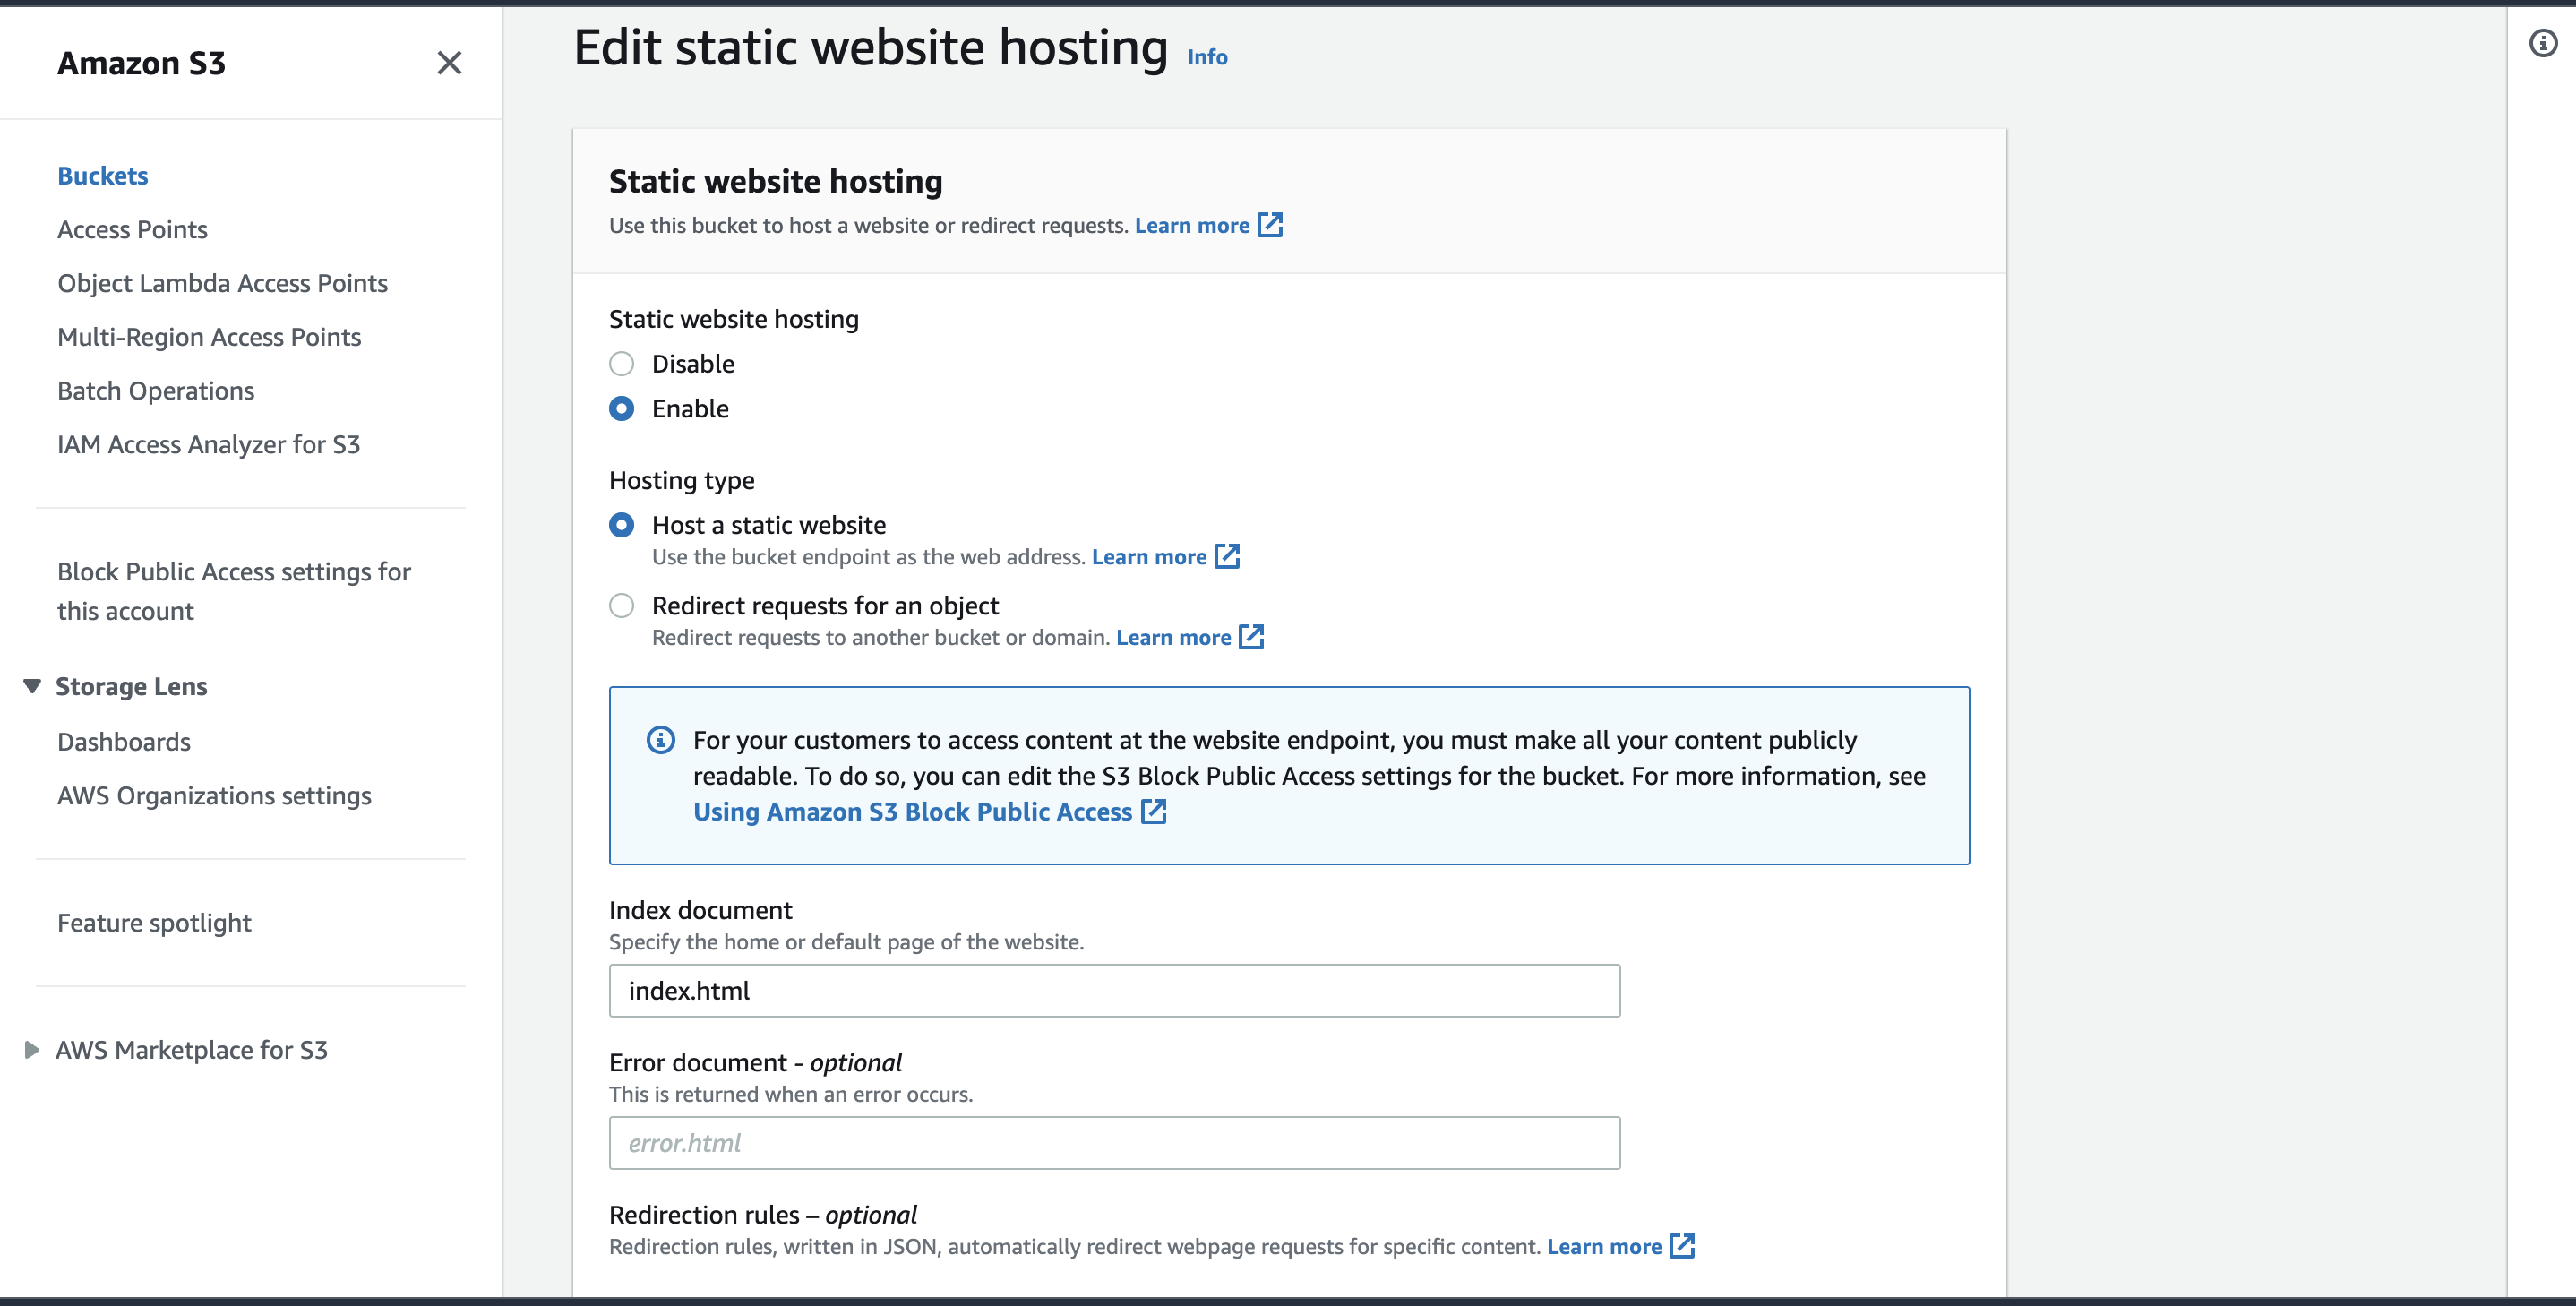 Amazon S3
Buckets
Access Points
Object Lambda Access Points
Multi-Region Access Points
Batch Operations
IAM Access Analyzer for S3
Block Public Access settings for
this account
Storage Lens
Dashboards
AWS Organizations settings
Feature spotlight
AWS Marketplace for S3
Edit static website hosting Info
Static website hosting
Use this bucket to host a website or redirect requests. Learn more
Static website hosting
Disable
Enable
Hosting type
Host a static website
Use the bucket endpoint as the web address. Learn more
Redirect requests for an object
Redirect requests to another bucket or domain. Learn more
For your customers to access content at the website endpoint, you must make all your content publicly
readable. To do so, you can edit the S3 Block Public Access settings for the bucket. For more information, see
Using Amazon S3 Block Public Access
Index document
Specify the home or default page of the website.
index.html
Error document - optional
This is returned when an error occurs.
error.html
Redirection rules – optional
Redirection rules, written in JSON, automatically redirect webpage requests for specific content. Learn more